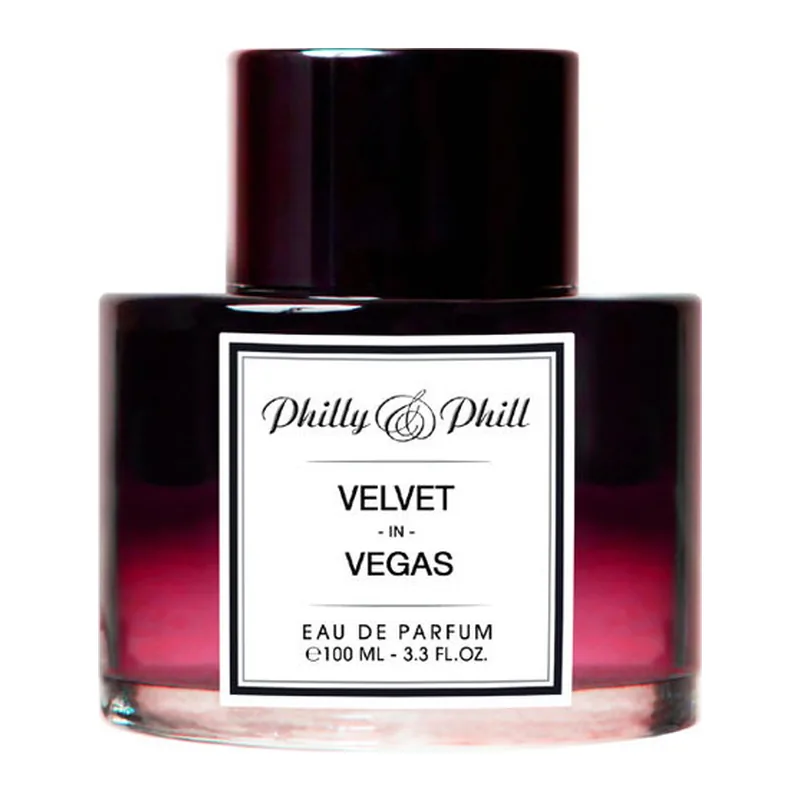 Philly & Phill
VELVET
- IN -
VEGAS
EAU DE PARFUM
℮100 ML - 3.3 FL.OZ.